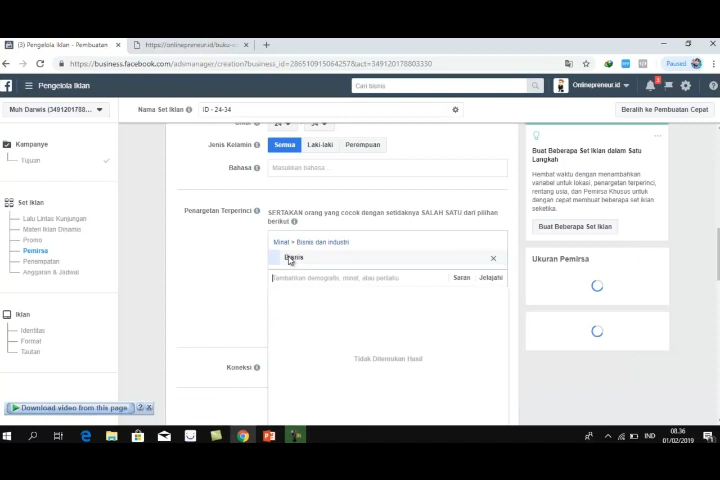 (3) Pengelola Iklan - Pembuatan
https://onlinepreneur.id/buku-
https://business.facebook.com/adsmanager/creation?business_id=286510915064257&act=349120178803330
Paused
Pengelola Iklan
Cari bisnis
Onlinepreneur.id
3
Muh Darwis (3491201788...
Nama Set Iklan
ID - 24-34
Beralih ke Pembuatan Cepat
Kampanye
Tujuan
Set Iklan
Lalu Lintas Kunjungan
Materi Iklan Dinamis
Promo
Pemirsa
Penempatan
Anggaran & Jadwal
Iklan
Identitas
Format
Tautan
Jenis Kelamin
Semua
Laki-laki
Perempuan
Bahasa
Masukkan bahasa...
Penargetan Terperinci
SERTAKAN orang yang cocok dengan setidaknya SALAH SATU dari pilihan
berikut
Minat > Bisnis dan industri
Bisnis
Tambahkan demografis, minat, atau perilaku
Saran
Jelajahi
Tidak Ditemukan Hasil
Koneksi
Buat Beberapa Set Iklan dalam Satu
Langkah
Hemat waktu dengan menambahkan
variabel untuk lokasi, penargetan terperinci,
rentang usia, dan Pemirsa Khusus untuk
dapat membuat beberapa set iklan
seketika.
Buat Beberapa Set Iklan
Ukuran Pemirsa
Download video from this page
?
IND
08.36
01/02/2019